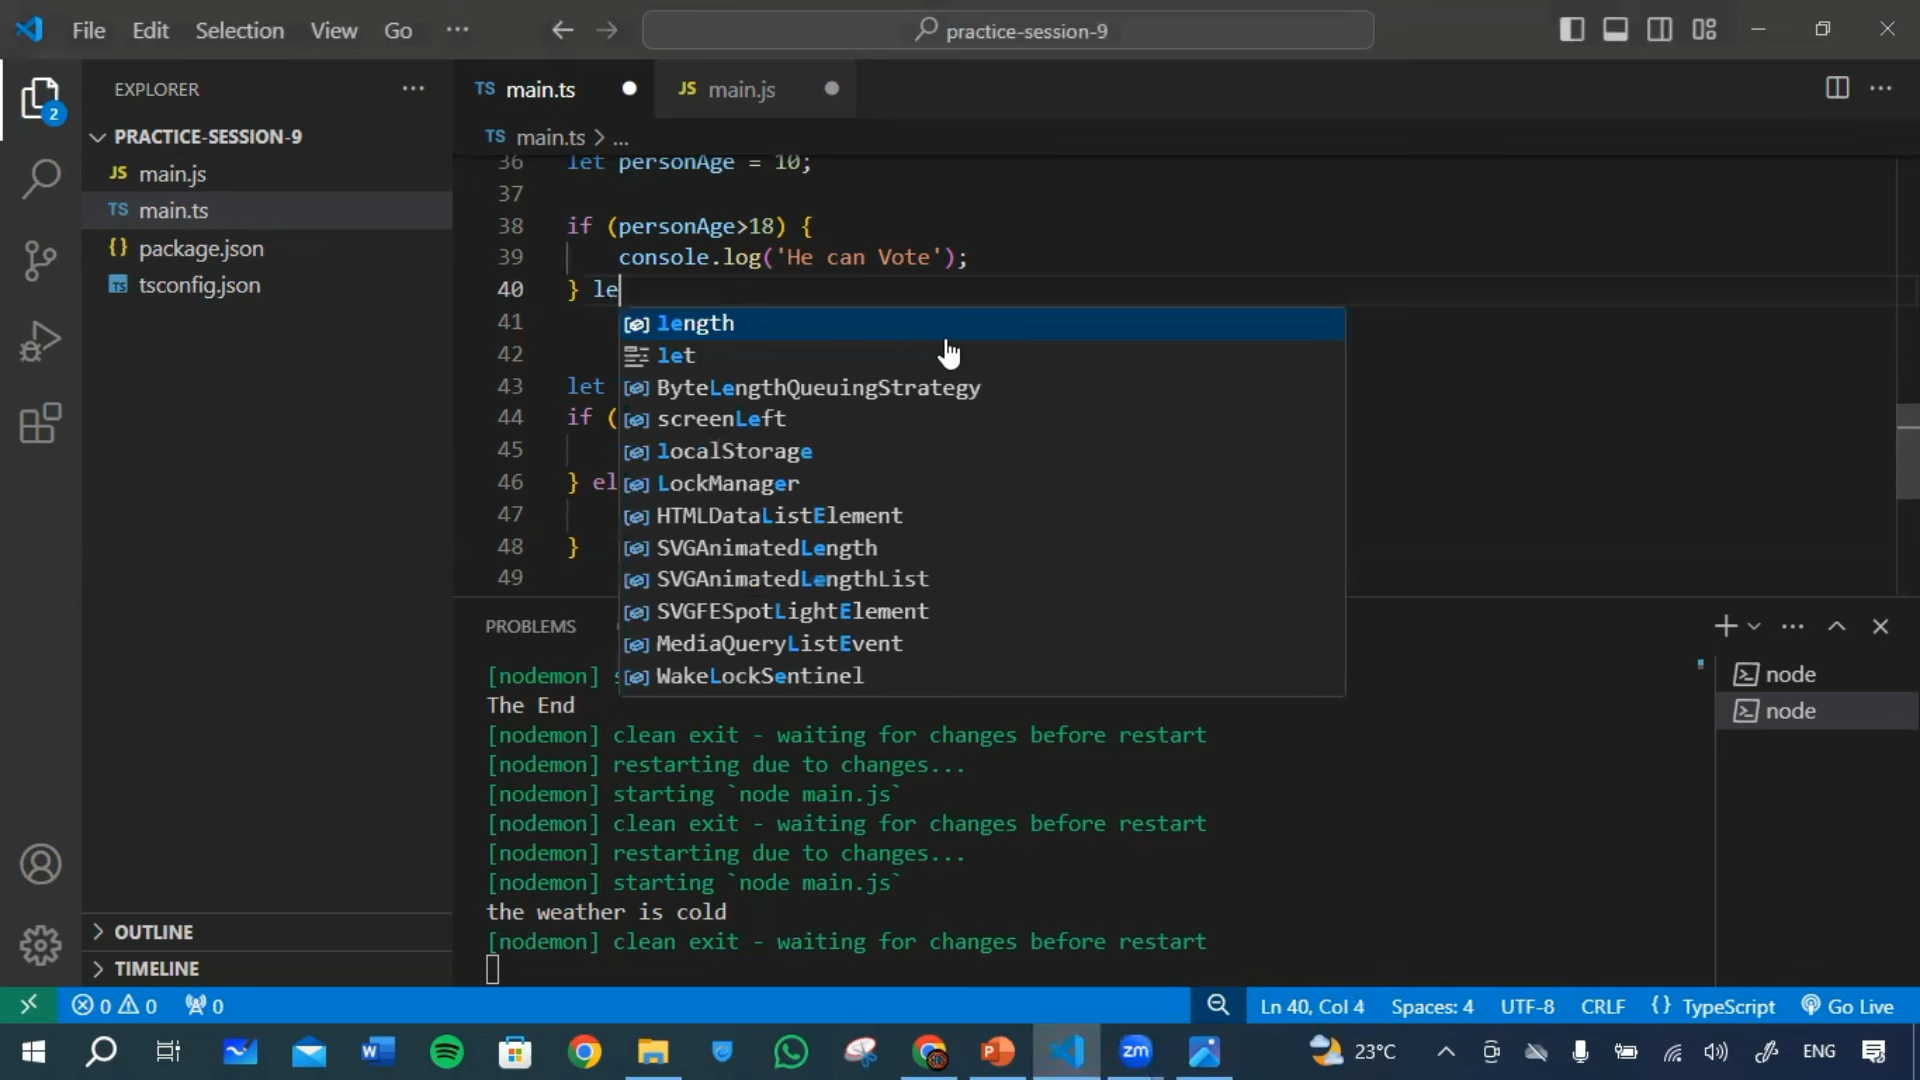 File Edit Selection View Go ··· practice-session-9
EXPLORER ···
TS main.ts JS main.js ···
PRACTICE-SESSION-9
TS main.ts > ...
JS main.js
TS main.ts
{} package.json
TS tsconfig.json
2
36 let personAge = 10;
37
38 if (personAge>18) {
39 console.log('He can Vote');
40 } le
41
42
43 let
44 if (
45
46 } el
47
48 }
49
length
let
ByteLengthQueuingStrategy
screenLeft
localStorage
LockManager
HTMLDataListElement
SVGAnimatedLength
SVGAnimatedLengthList
SVGFESpotLightElement
MediaQueryListEvent
WakeLockSentinel
PROBLEMS
[nodemon] s
The End
[nodemon] clean exit - waiting for changes before restart
[nodemon] restarting due to changes...
[nodemon] starting `node main.js`
[nodemon] clean exit - waiting for changes before restart
[nodemon] restarting due to changes...
[nodemon] starting `node main.js`
the weather is cold
[nodemon] clean exit - waiting for changes before restart
node
node
OUTLINE
TIMELINE
0 0 0 Ln 40, Col 4 Spaces: 4 UTF-8 CRLF {} TypeScript Go Live
W P zm 23°C ENG